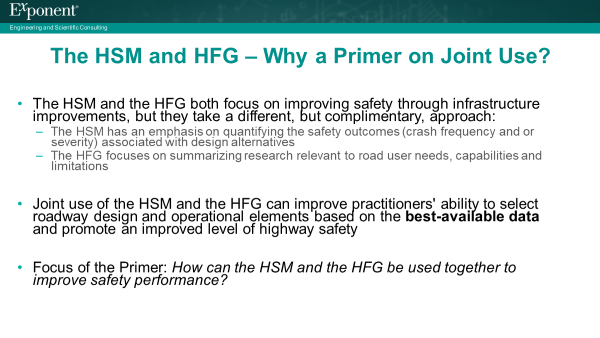 Exponent®
Engineering and Scientific Consulting
The HSM and HFG – Why a Primer on Joint Use?
• The HSM and the HFG both focus on improving safety through infrastructure
improvements, but they take a different, but complimentary, approach:
– The HSM has an emphasis on quantifying the safety outcomes (crash frequency and or
severity) associated with design alternatives
– The HFG focuses on summarizing research relevant to road user needs, capabilities and
limitations
• Joint use of the HSM and the HFG can improve practitioners' ability to select
roadway design and operational elements based on the best-available data
and promote an improved level of highway safety
• Focus of the Primer: How can the HSM and the HFG be used together to
improve safety performance?